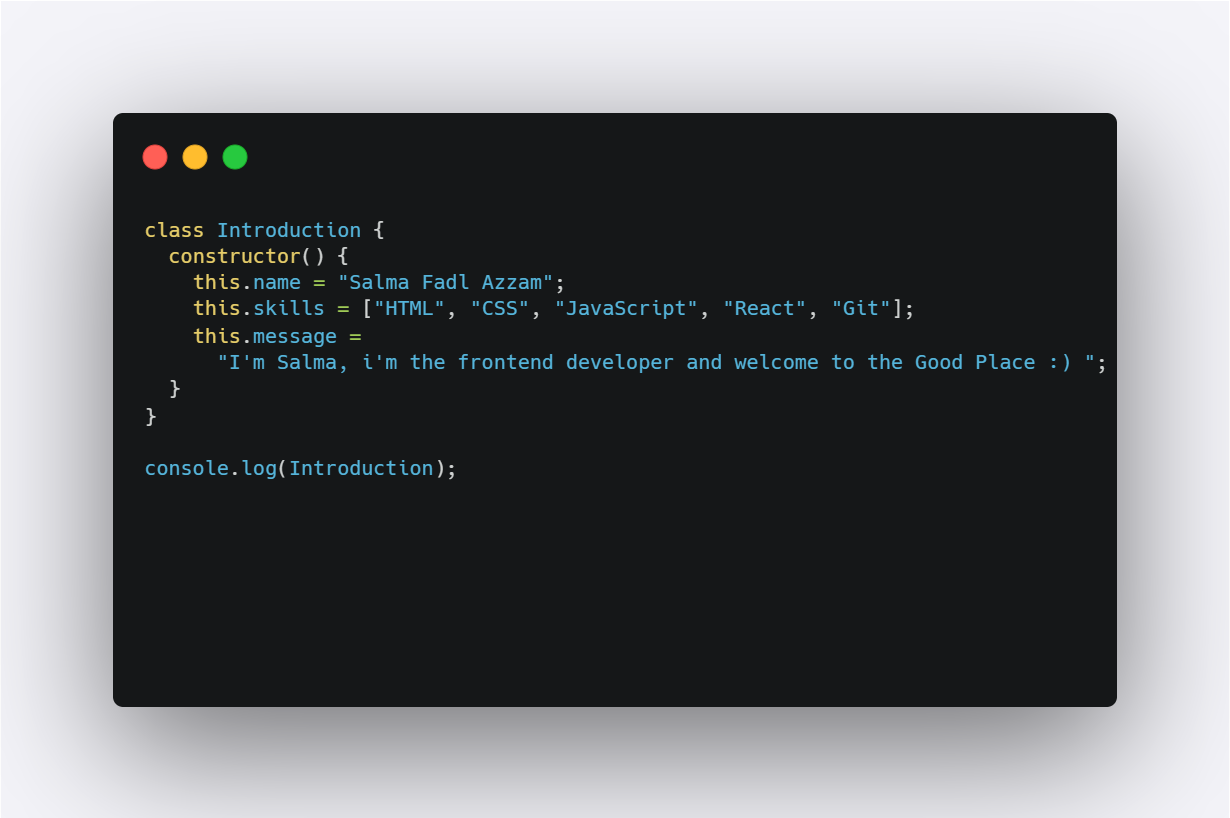 class Introduction {
  constructor() {
    this.name = "Salma Fadl Azzam";
    this.skills = ["HTML", "CSS", "JavaScript", "React", "Git"];
    this.message =
      "I'm Salma, i'm the frontend developer and welcome to the Good Place :) ";
  }
}
console.log(Introduction);